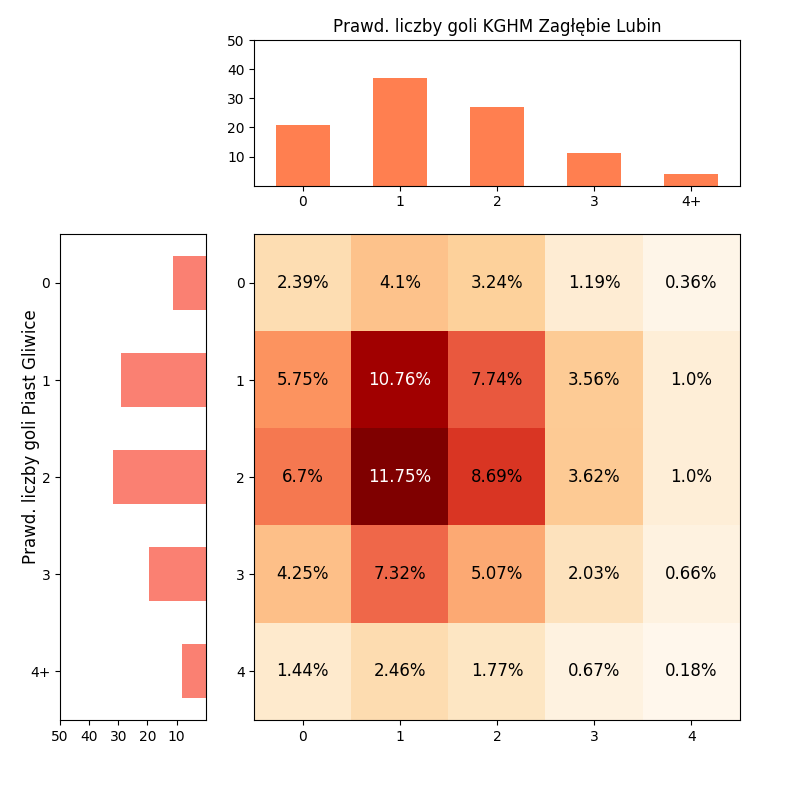 Prawd. liczby goli KGHM Zagłębie Lubin
50
40
30
20
10
0 1 2 3 4+
Prawd. liczby goli Piast Gliwice
0
1
2
3
4+
50 40 30 20 10
0 2.39% 4.1% 3.24% 1.19% 0.36%
1 5.75% 10.76% 7.74% 3.56% 1.0%
2 6.7% 11.75% 8.69% 3.62% 1.0%
3 4.25% 7.32% 5.07% 2.03% 0.66%
4 1.44% 2.46% 1.77% 0.67% 0.18%
0 1 2 3 4